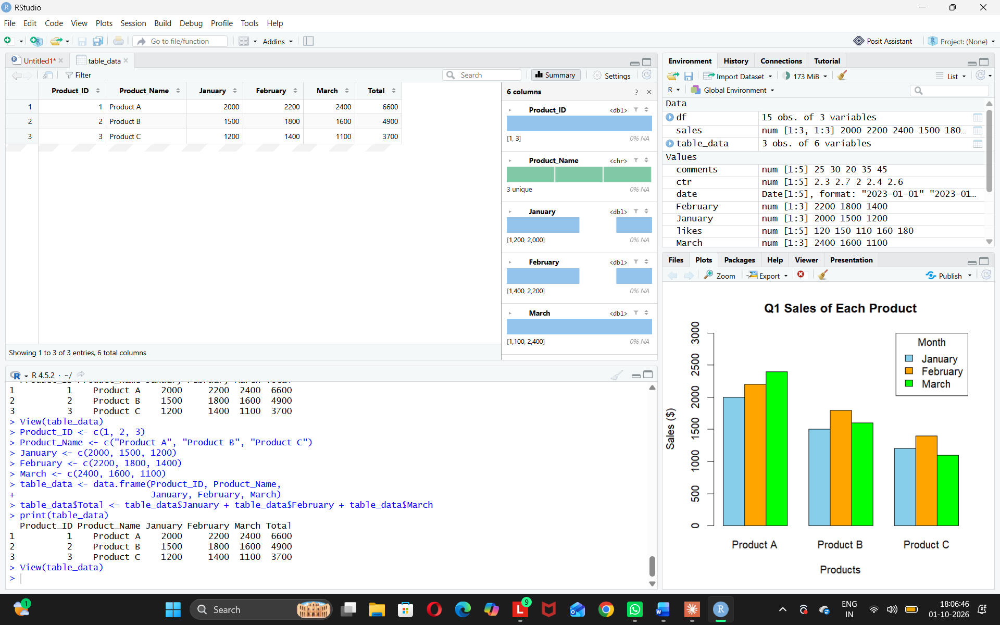 RStudio
File Edit Code View Plots Session Build Debug Profile Tools Help
Go to file/function Addins Posit Assistant Project: (None)
Untitled1* table_data
Filter Search Summary Settings
Product_ID Product_Name January February March Total
1 1 Product A 2000 2200 2400 6600
2 2 Product B 1500 1800 1600 4900
3 3 Product C 1200 1400 1100 3700
Showing 1 to 3 of 3 entries, 6 total columns
6 columns ?
Product_ID <dbl>
[1, 3] 0% NA
Product_Name <chr>
3 unique 0% NA
January <dbl>
[1,200, 2,000] 0% NA
February <dbl>
[1,400, 2,200] 0% NA
March <dbl>
[1,100, 2,400] 0% NA
R 4.5.2 · ~/
Product_ID Product_Name January February March Total
1 1 Product A 2000 2200 2400 6600
2 2 Product B 1500 1800 1600 4900
3 3 Product C 1200 1400 1100 3700
> View(table_data)
> Product_ID <- c(1, 2, 3)
> Product_Name <- c("Product A", "Product B", "Product C")
> January <- c(2000, 1500, 1200)
> February <- c(2200, 1800, 1400)
> March <- c(2400, 1600, 1100)
> table_data <- data.frame(Product_ID, Product_Name,
+ January, February, March)
> table_data$Total <- table_data$January + table_data$February + table_data$March
> print(table_data)
Product_ID Product_Name January February March Total
1 1 Product A 2000 2200 2400 6600
2 2 Product B 1500 1800 1600 4900
3 3 Product C 1200 1400 1100 3700
> View(table_data)
>
Environment History Connections Tutorial
Import Dataset 173 MiB List
R Global Environment
Data
df 15 obs. of 3 variables
sales num [1:3, 1:3] 2000 2200 2400 1500 180…
table_data 3 obs. of 6 variables
Values
comments num [1:5] 25 30 20 35 45
ctr num [1:5] 2.3 2.7 2 2.4 2.6
date Date[1:5], format: "2023-01-01" "2023-01…
February num [1:3] 2200 1800 1400
January num [1:3] 2000 1500 1200
likes num [1:5] 120 150 110 160 180
March num [1:3] 2400 1600 1100
Files Plots Packages Help Viewer Presentation
Zoom Export Publish
Q1 Sales of Each Product
Sales ($)
3000
2500
2000
1500
1000
500
0
Month
January
February
March
Product A Product B Product C
Products
1
Search
9
ENG
IN
18:06:46
01-10-2026